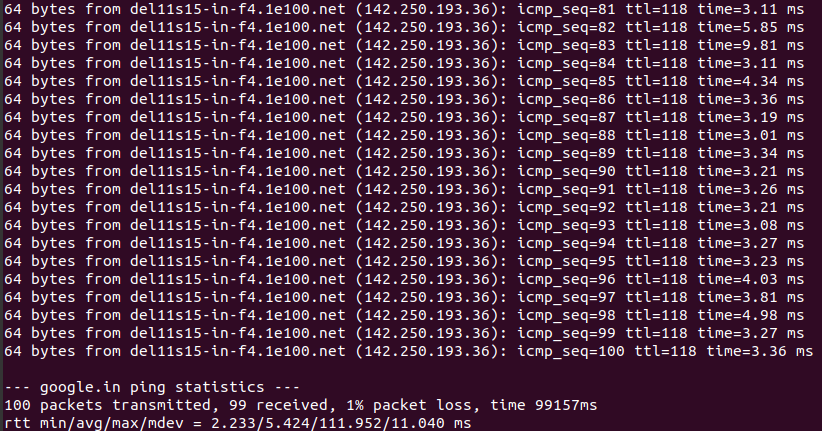 64 bytes from del11s15-in-f4.1e100.net (142.250.193.36): icmp_seq=81 ttl=118 time=3.11 ms
64 bytes from del11s15-in-f4.1e100.net (142.250.193.36): icmp_seq=82 ttl=118 time=5.85 ms
64 bytes from del11s15-in-f4.1e100.net (142.250.193.36): icmp_seq=83 ttl=118 time=9.81 ms
64 bytes from del11s15-in-f4.1e100.net (142.250.193.36): icmp_seq=84 ttl=118 time=3.11 ms
64 bytes from del11s15-in-f4.1e100.net (142.250.193.36): icmp_seq=85 ttl=118 time=4.34 ms
64 bytes from del11s15-in-f4.1e100.net (142.250.193.36): icmp_seq=86 ttl=118 time=3.36 ms
64 bytes from del11s15-in-f4.1e100.net (142.250.193.36): icmp_seq=87 ttl=118 time=3.19 ms
64 bytes from del11s15-in-f4.1e100.net (142.250.193.36): icmp_seq=88 ttl=118 time=3.01 ms
64 bytes from del11s15-in-f4.1e100.net (142.250.193.36): icmp_seq=89 ttl=118 time=3.34 ms
64 bytes from del11s15-in-f4.1e100.net (142.250.193.36): icmp_seq=90 ttl=118 time=3.21 ms
64 bytes from del11s15-in-f4.1e100.net (142.250.193.36): icmp_seq=91 ttl=118 time=3.26 ms
64 bytes from del11s15-in-f4.1e100.net (142.250.193.36): icmp_seq=92 ttl=118 time=3.21 ms
64 bytes from del11s15-in-f4.1e100.net (142.250.193.36): icmp_seq=93 ttl=118 time=3.08 ms
64 bytes from del11s15-in-f4.1e100.net (142.250.193.36): icmp_seq=94 ttl=118 time=3.27 ms
64 bytes from del11s15-in-f4.1e100.net (142.250.193.36): icmp_seq=95 ttl=118 time=3.23 ms
64 bytes from del11s15-in-f4.1e100.net (142.250.193.36): icmp_seq=96 ttl=118 time=4.03 ms
64 bytes from del11s15-in-f4.1e100.net (142.250.193.36): icmp_seq=97 ttl=118 time=3.81 ms
64 bytes from del11s15-in-f4.1e100.net (142.250.193.36): icmp_seq=98 ttl=118 time=4.98 ms
64 bytes from del11s15-in-f4.1e100.net (142.250.193.36): icmp_seq=99 ttl=118 time=3.27 ms
64 bytes from del11s15-in-f4.1e100.net (142.250.193.36): icmp_seq=100 ttl=118 time=3.36 ms
--- google.in ping statistics ---
100 packets transmitted, 99 received, 1% packet loss, time 99157ms
rtt min/avg/max/mdev = 2.233/5.424/111.952/11.040 ms